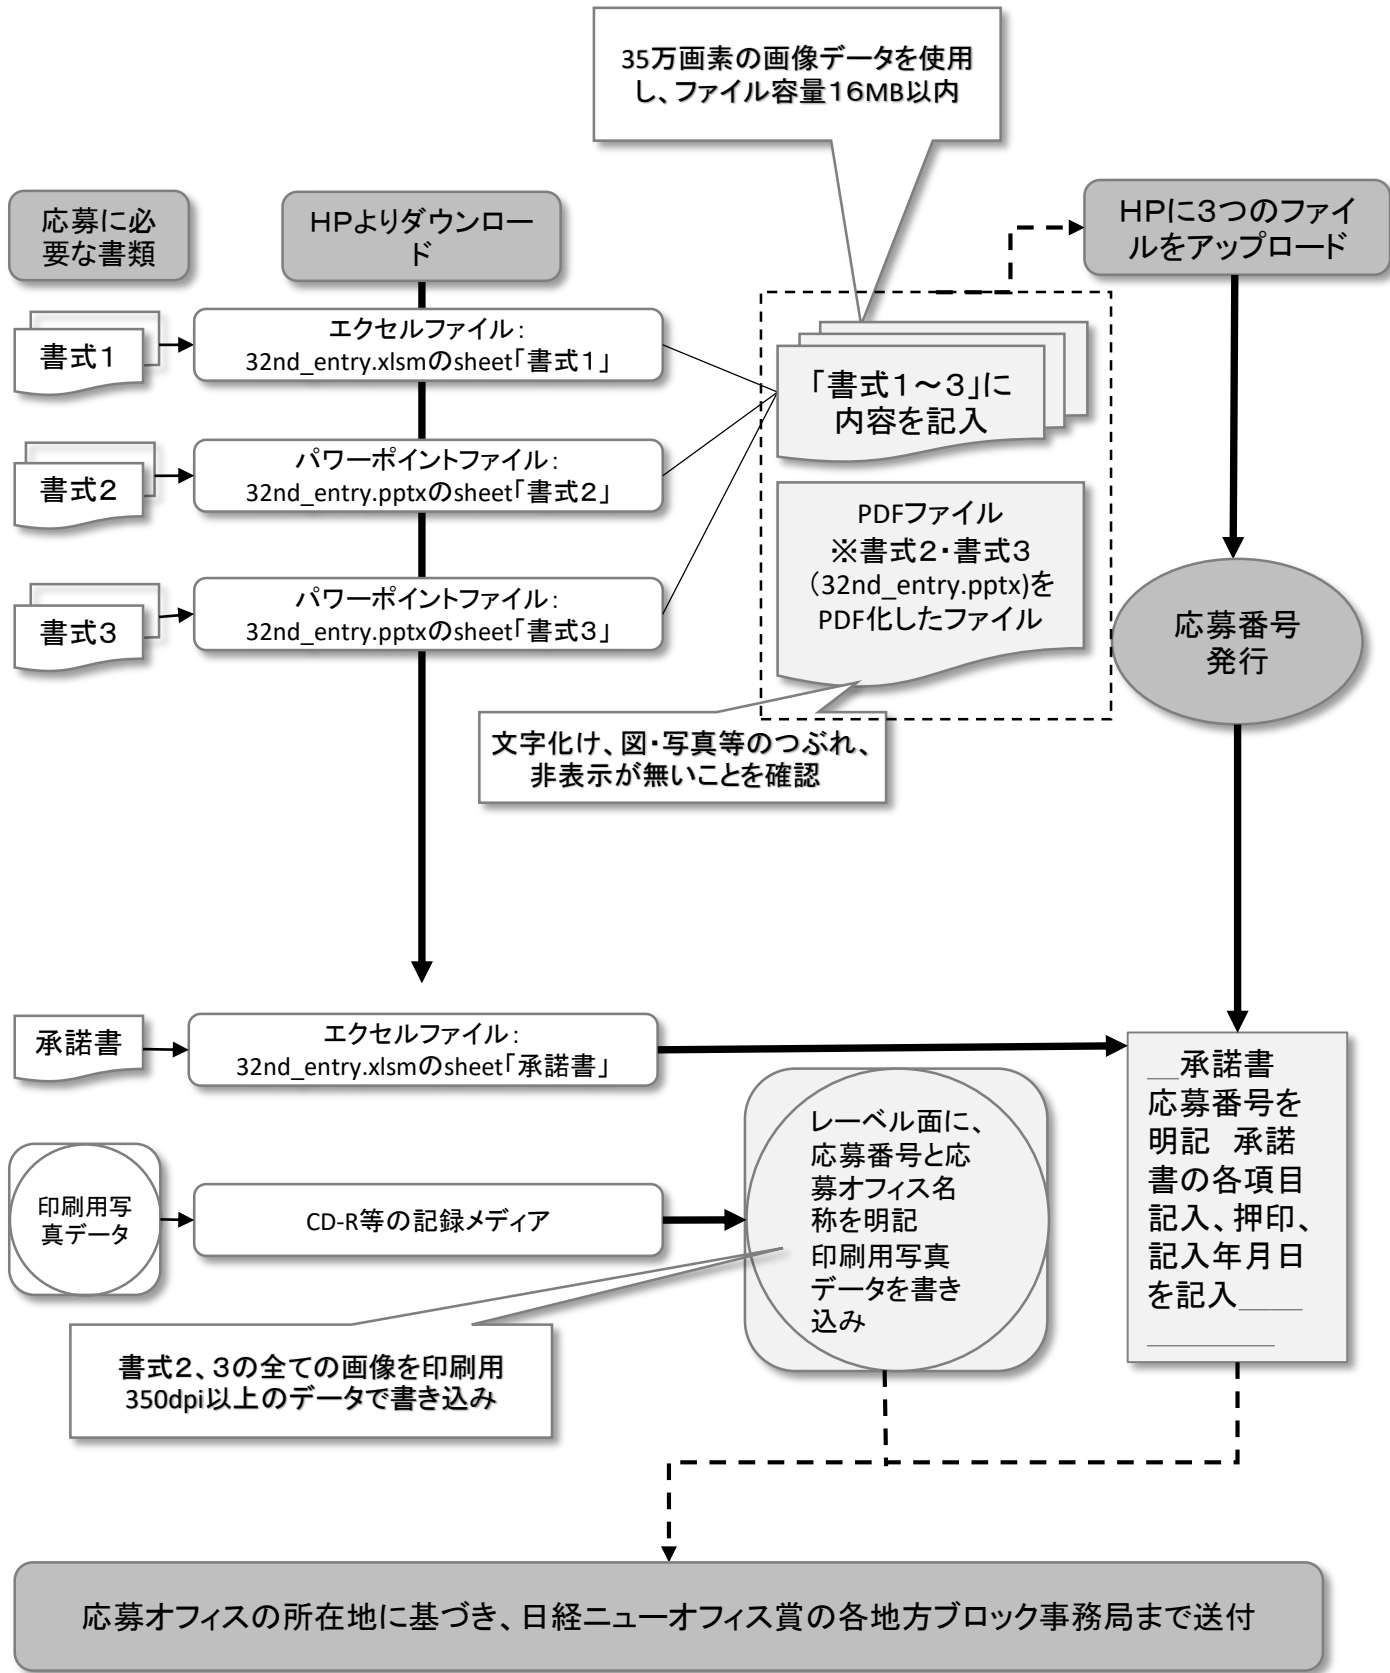 35万画素の画像データを使用
し、ファイル容量16MB以内
応募に必
要な書類
HPよりダウンロー
ド
HPに3つのファイ
ルをアップロード
書式1
エクセルファイル：
32nd_entry.xlsmのsheet「書式1」
「書式1～3」に
内容を記入
書式2
パワーポイントファイル：
32nd_entry.pptxのsheet「書式2」
PDFファイル
※書式2・書式3
（32nd_entry.pptx)を
PDF化したファイル
書式3
パワーポイントファイル：
32nd_entry.pptxのsheet「書式3」
応募番号
発行
文字化け、図・写真等のつぶれ、
非表示が無いことを確認
承諾書
エクセルファイル：
32nd_entry.xlsmのsheet「承諾書」
__承諾書
応募番号を
明記　承諾
書の各項目
記入、押印、
記入年月日
を記入____
________
印刷用写
真データ
CD-R等の記録メディア
レーベル面に、
応募番号と応
募オフィス名
称を明記
印刷用写真
データを書き
込み
書式2、3の全ての画像を印刷用
350dpi以上のデータで書き込み
応募オフィスの所在地に基づき、日経ニューオフィス賞の各地方ブロック事務局まで送付